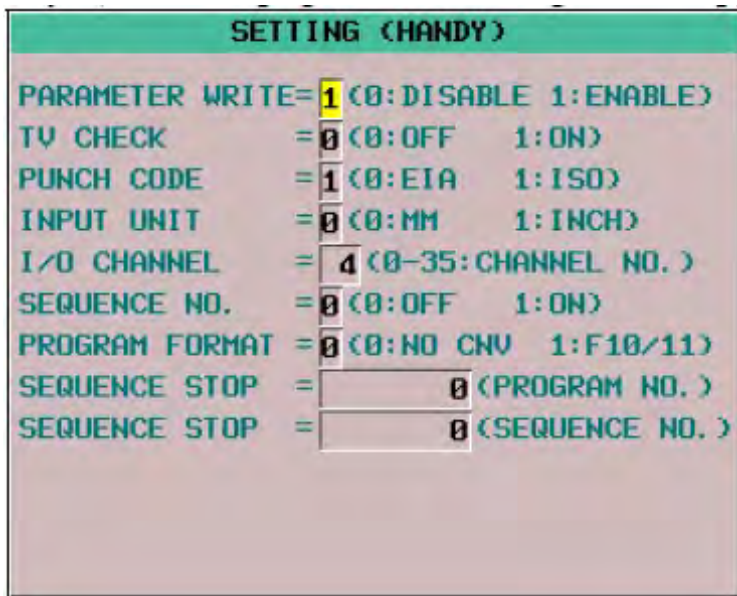 SETTING (HANDY)
PARAMETER WRITE= 1 (0:DISABLE 1:ENABLE)
TV CHECK = 0 (0:OFF 1:ON)
PUNCH CODE = 1 (0:EIA 1:ISO)
INPUT UNIT = 0 (0:MM 1:INCH)
I/O CHANNEL = 4 (0-35:CHANNEL NO.)
SEQUENCE NO. = 0 (0:OFF 1:ON)
PROGRAM FORMAT = 0 (0:NO CNV 1:F10/11)
SEQUENCE STOP = 0 (PROGRAM NO.)
SEQUENCE STOP = 0 (SEQUENCE NO.)